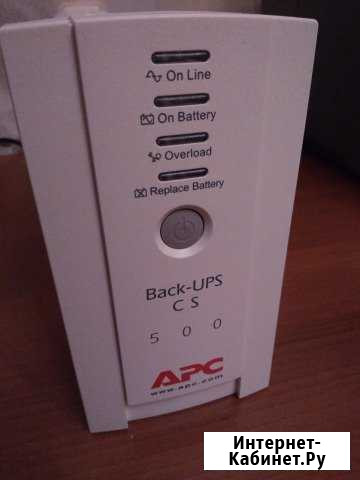 On Line
On Battery
Overload
Replace Battery
Back-UPS
CS
500
APC
www.apc.com
Интернет-
Кабинет.Ру